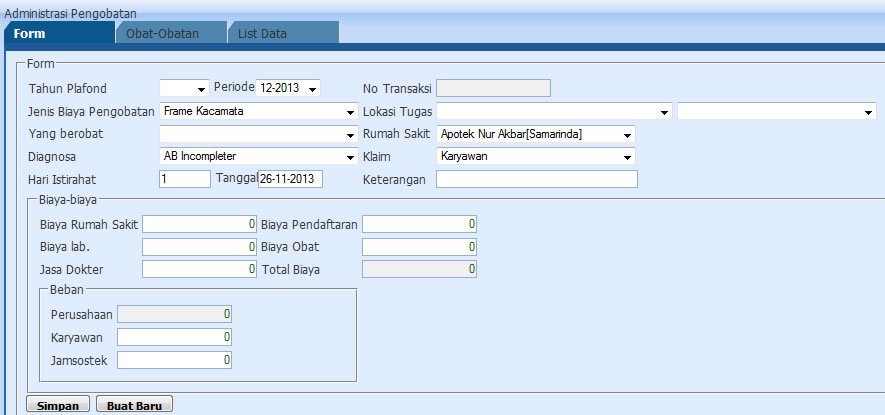 Administrasi Pengobatan
Form Obat-Obatan List Data
Form
Tahun Plafond Periode 12-2013 No Transaksi
Jenis Biaya Pengobatan Frame Kacamata Lokasi Tugas
Yang berobat Rumah Sakit Apotek Nur Akbar[Samarinda]
Diagnosa AB Incompleter Klaim Karyawan
Hari Istirahat 1 Tanggal 26-11-2013 Keterangan
Biaya-biaya
Biaya Rumah Sakit 0 Biaya Pendaftaran 0
Biaya lab. 0 Biaya Obat 0
Jasa Dokter 0 Total Biaya 0
Beban
Perusahaan 0
Karyawan 0
Jamsostek 0
Simpan Buat Baru